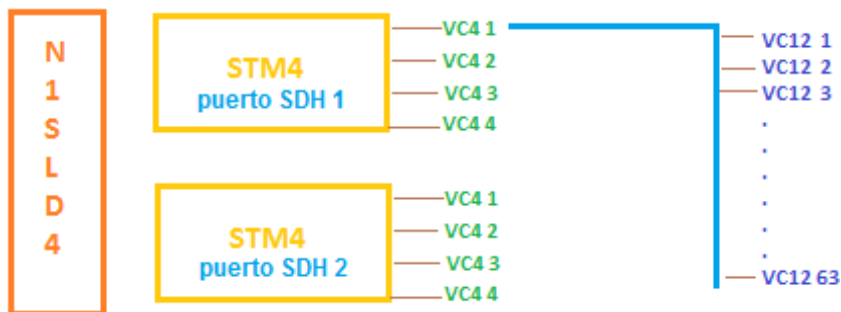 N
1
S
L
D
4
STM4
puerto SDH 1
VC4 1
VC4 2
VC4 3
VC4 4
STM4
puerto SDH 2
VC4 1
VC4 2
VC4 3
VC4 4
VC12 1
VC12 2
VC12 3
.
.
.
.
.
.
VC12 63